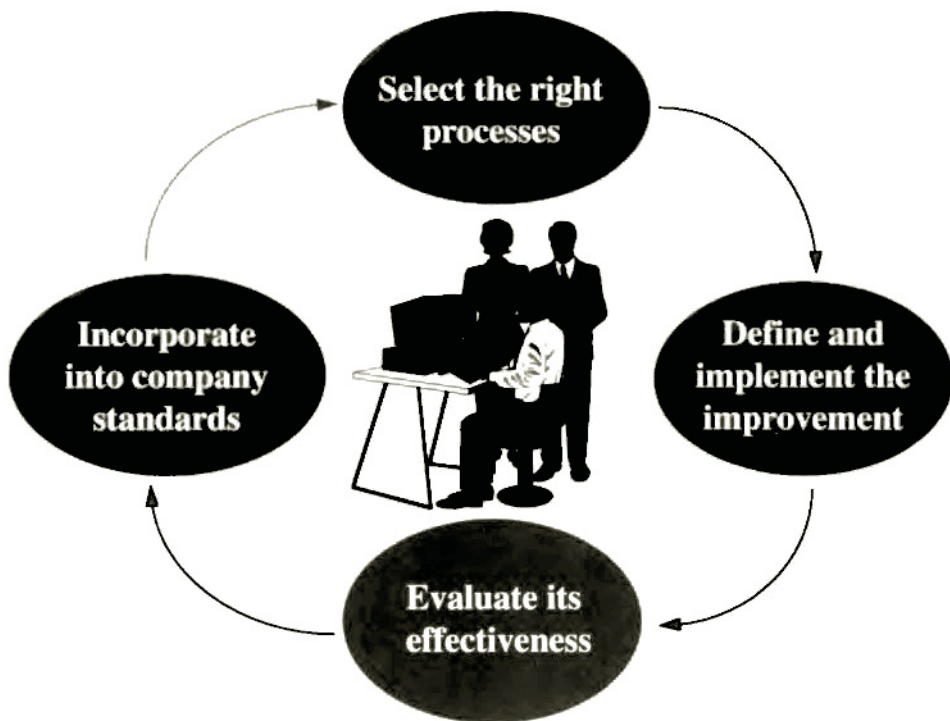 Select the right
processes
Define and
implement the
improvement
Evaluate its
effectiveness
Incorporate
into company
standards